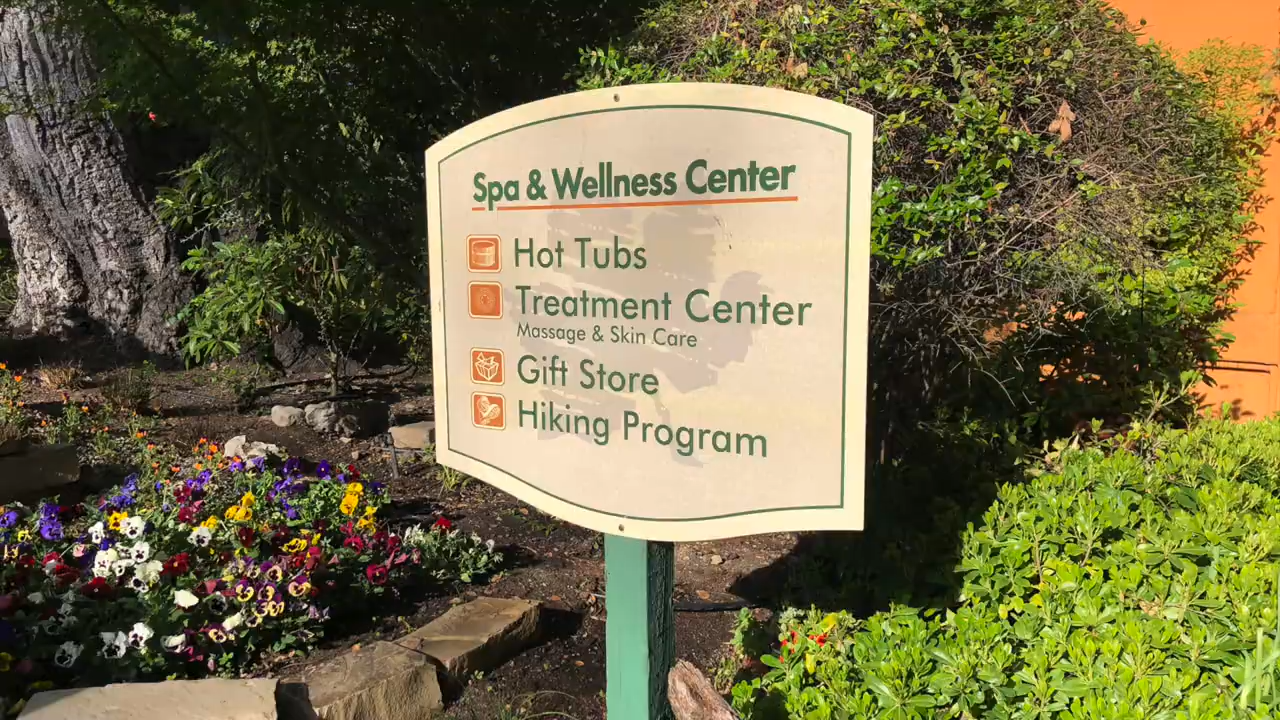 Spa & Wellness Center
Hot Tubs
Treatment Center
Massage & Skin Care
Gift Store
Hiking Program